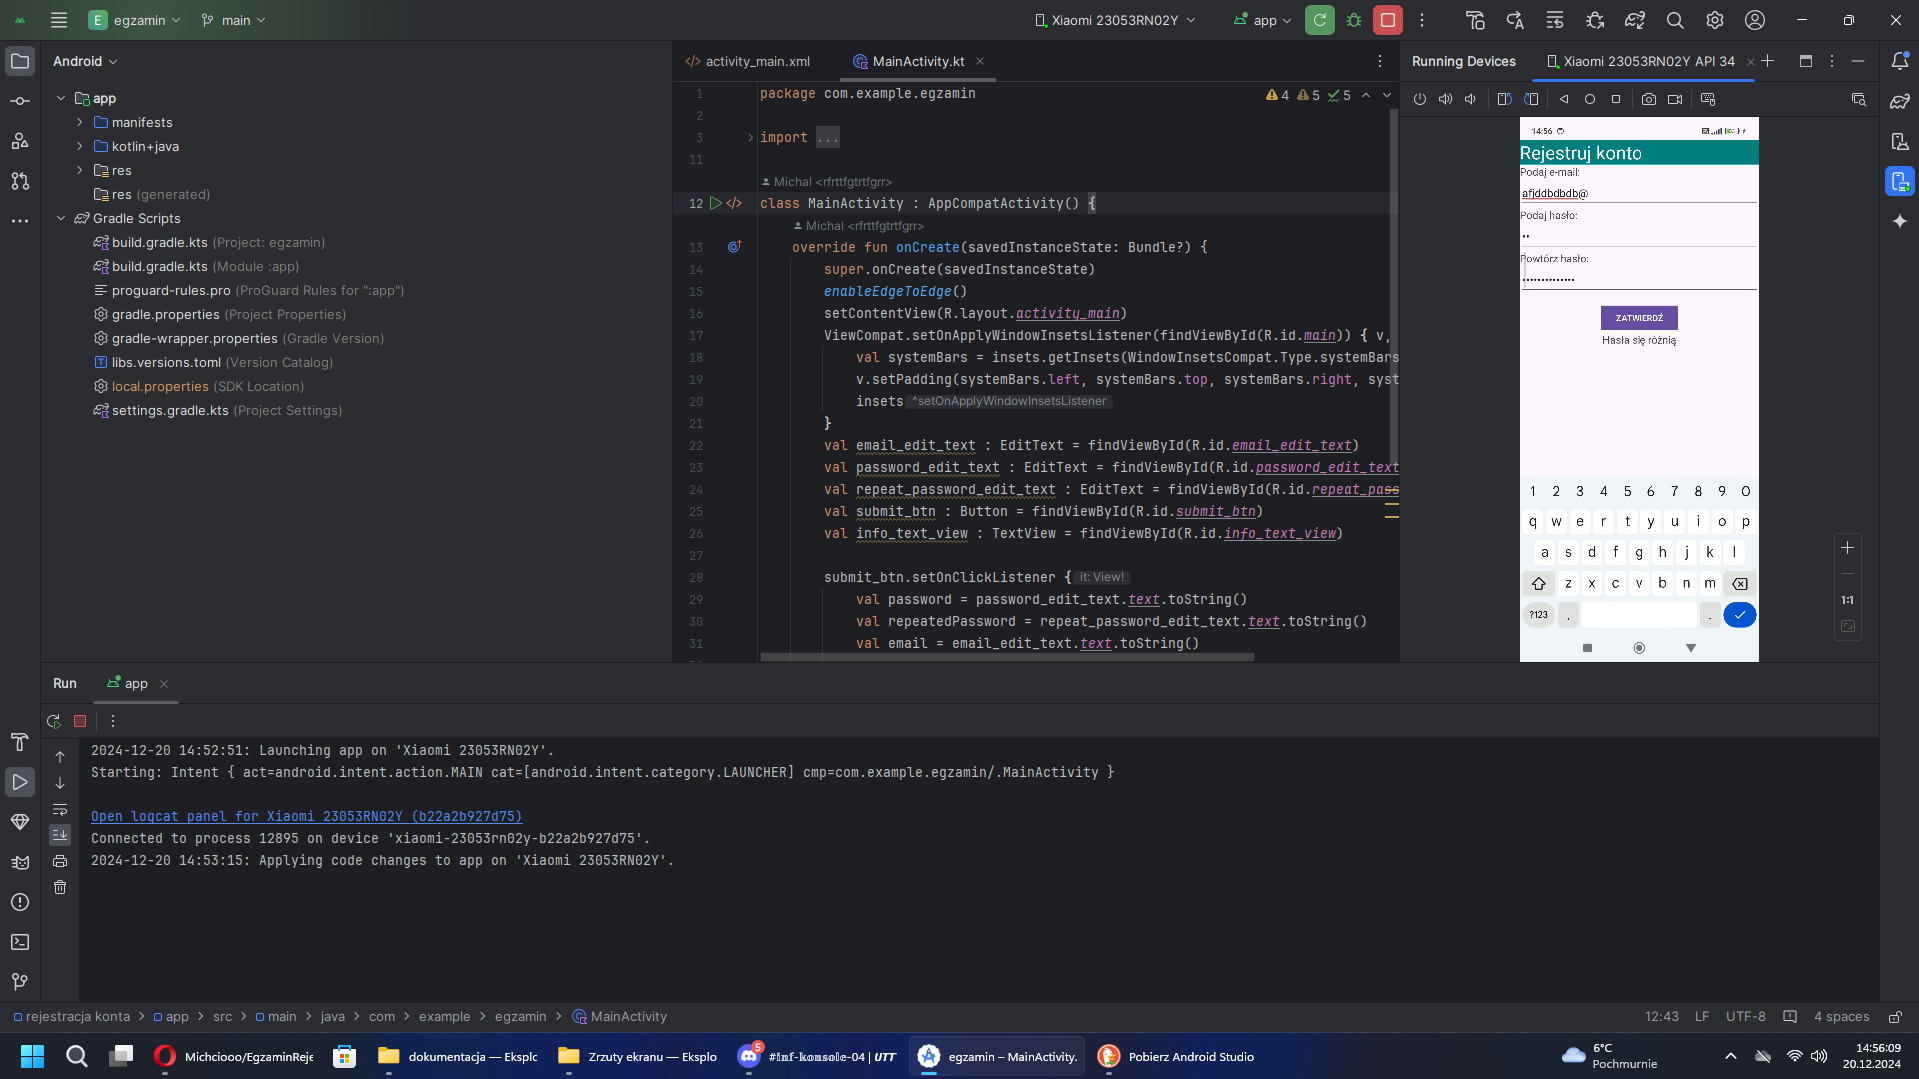 E egzamin
main
Xiaomi 23053RN02Y
app
Android
app
manifests
kotlin+java
res
res (generated)
Gradle Scripts
build.gradle.kts (Project: egzamin)
build.gradle.kts (Module :app)
proguard-rules.pro (ProGuard Rules for ":app")
gradle.properties (Project Properties)
gradle-wrapper.properties (Gradle Version)
libs.versions.toml (Version Catalog)
local.properties (SDK Location)
settings.gradle.kts (Project Settings)
activity_main.xml
MainActivity.kt
4 5 5
1 package com.example.egzamin
2
3 import ...
11
Michal <rfrttfgtrtfgrr>
12 class MainActivity : AppCompatActivity() {
Michal <rfrttfgtrtfgrr>
13 override fun onCreate(savedInstanceState: Bundle?) {
14 super.onCreate(savedInstanceState)
15 enableEdgeToEdge()
16 setContentView(R.layout.activity_main)
17 ViewCompat.setOnApplyWindowInsetsListener(findViewById(R.id.main)) { v,
18 val systemBars = insets.getInsets(WindowInsetsCompat.Type.systemBars
19 v.setPadding(systemBars.left, systemBars.top, systemBars.right, syst
20 insets ^setOnApplyWindowInsetsListener
21 }
22 val email_edit_text : EditText = findViewById(R.id.email_edit_text)
23 val password_edit_text : EditText = findViewById(R.id.password_edit_text
24 val repeat_password_edit_text : EditText = findViewById(R.id.repeat_pass
25 val submit_btn : Button = findViewById(R.id.submit_btn)
26 val info_text_view : TextView = findViewById(R.id.info_text_view)
27
28 submit_btn.setOnClickListener { it: View!
29 val password = password_edit_text.text.toString()
30 val repeatedPassword = repeat_password_edit_text.text.toString()
31 val email = email_edit_text.text.toString()
Running Devices
Xiaomi 23053RN02Y API 34
14:56
Rejestruj konto
Podaj e-mail:
afjddbdbdb@
Podaj hasło:
••
Powtórz hasło:
••••••••••••••
ZATWIERDŹ
Hasła się różnią
1 2 3 4 5 6 7 8 9 0
q w e r t y u i o p
a s d f g h j k l
z x c v b n m
?123 , .
1:1
Run
app
2024-12-20 14:52:51: Launching app on 'Xiaomi 23053RN02Y'.
Starting: Intent { act=android.intent.action.MAIN cat=[android.intent.category.LAUNCHER] cmp=com.example.egzamin/.MainActivity }
Open logcat panel for Xiaomi 23053RN02Y (b22a2b927d75)
Connected to process 12895 on device 'xiaomi-23053rn02y-b22a2b927d75'.
2024-12-20 14:53:15: Applying code changes to app on 'Xiaomi 23053RN02Y'.
rejestracja konta > app > src > main > java > com > example > egzamin > MainActivity
12:43 LF UTF-8 4 spaces
Michciooo/EgzaminReje
dokumentacja — Eksplc
Zrzuty ekranu — Eksplo
5
#𝕚𝕟𝕗-𝕜𝕠𝕟𝕤𝕠𝕝𝕖-04 | UTT
egzamin – MainActivity.
Pobierz Android Studio
6°C
Pochmurnie
14:56:09
20.12.2024